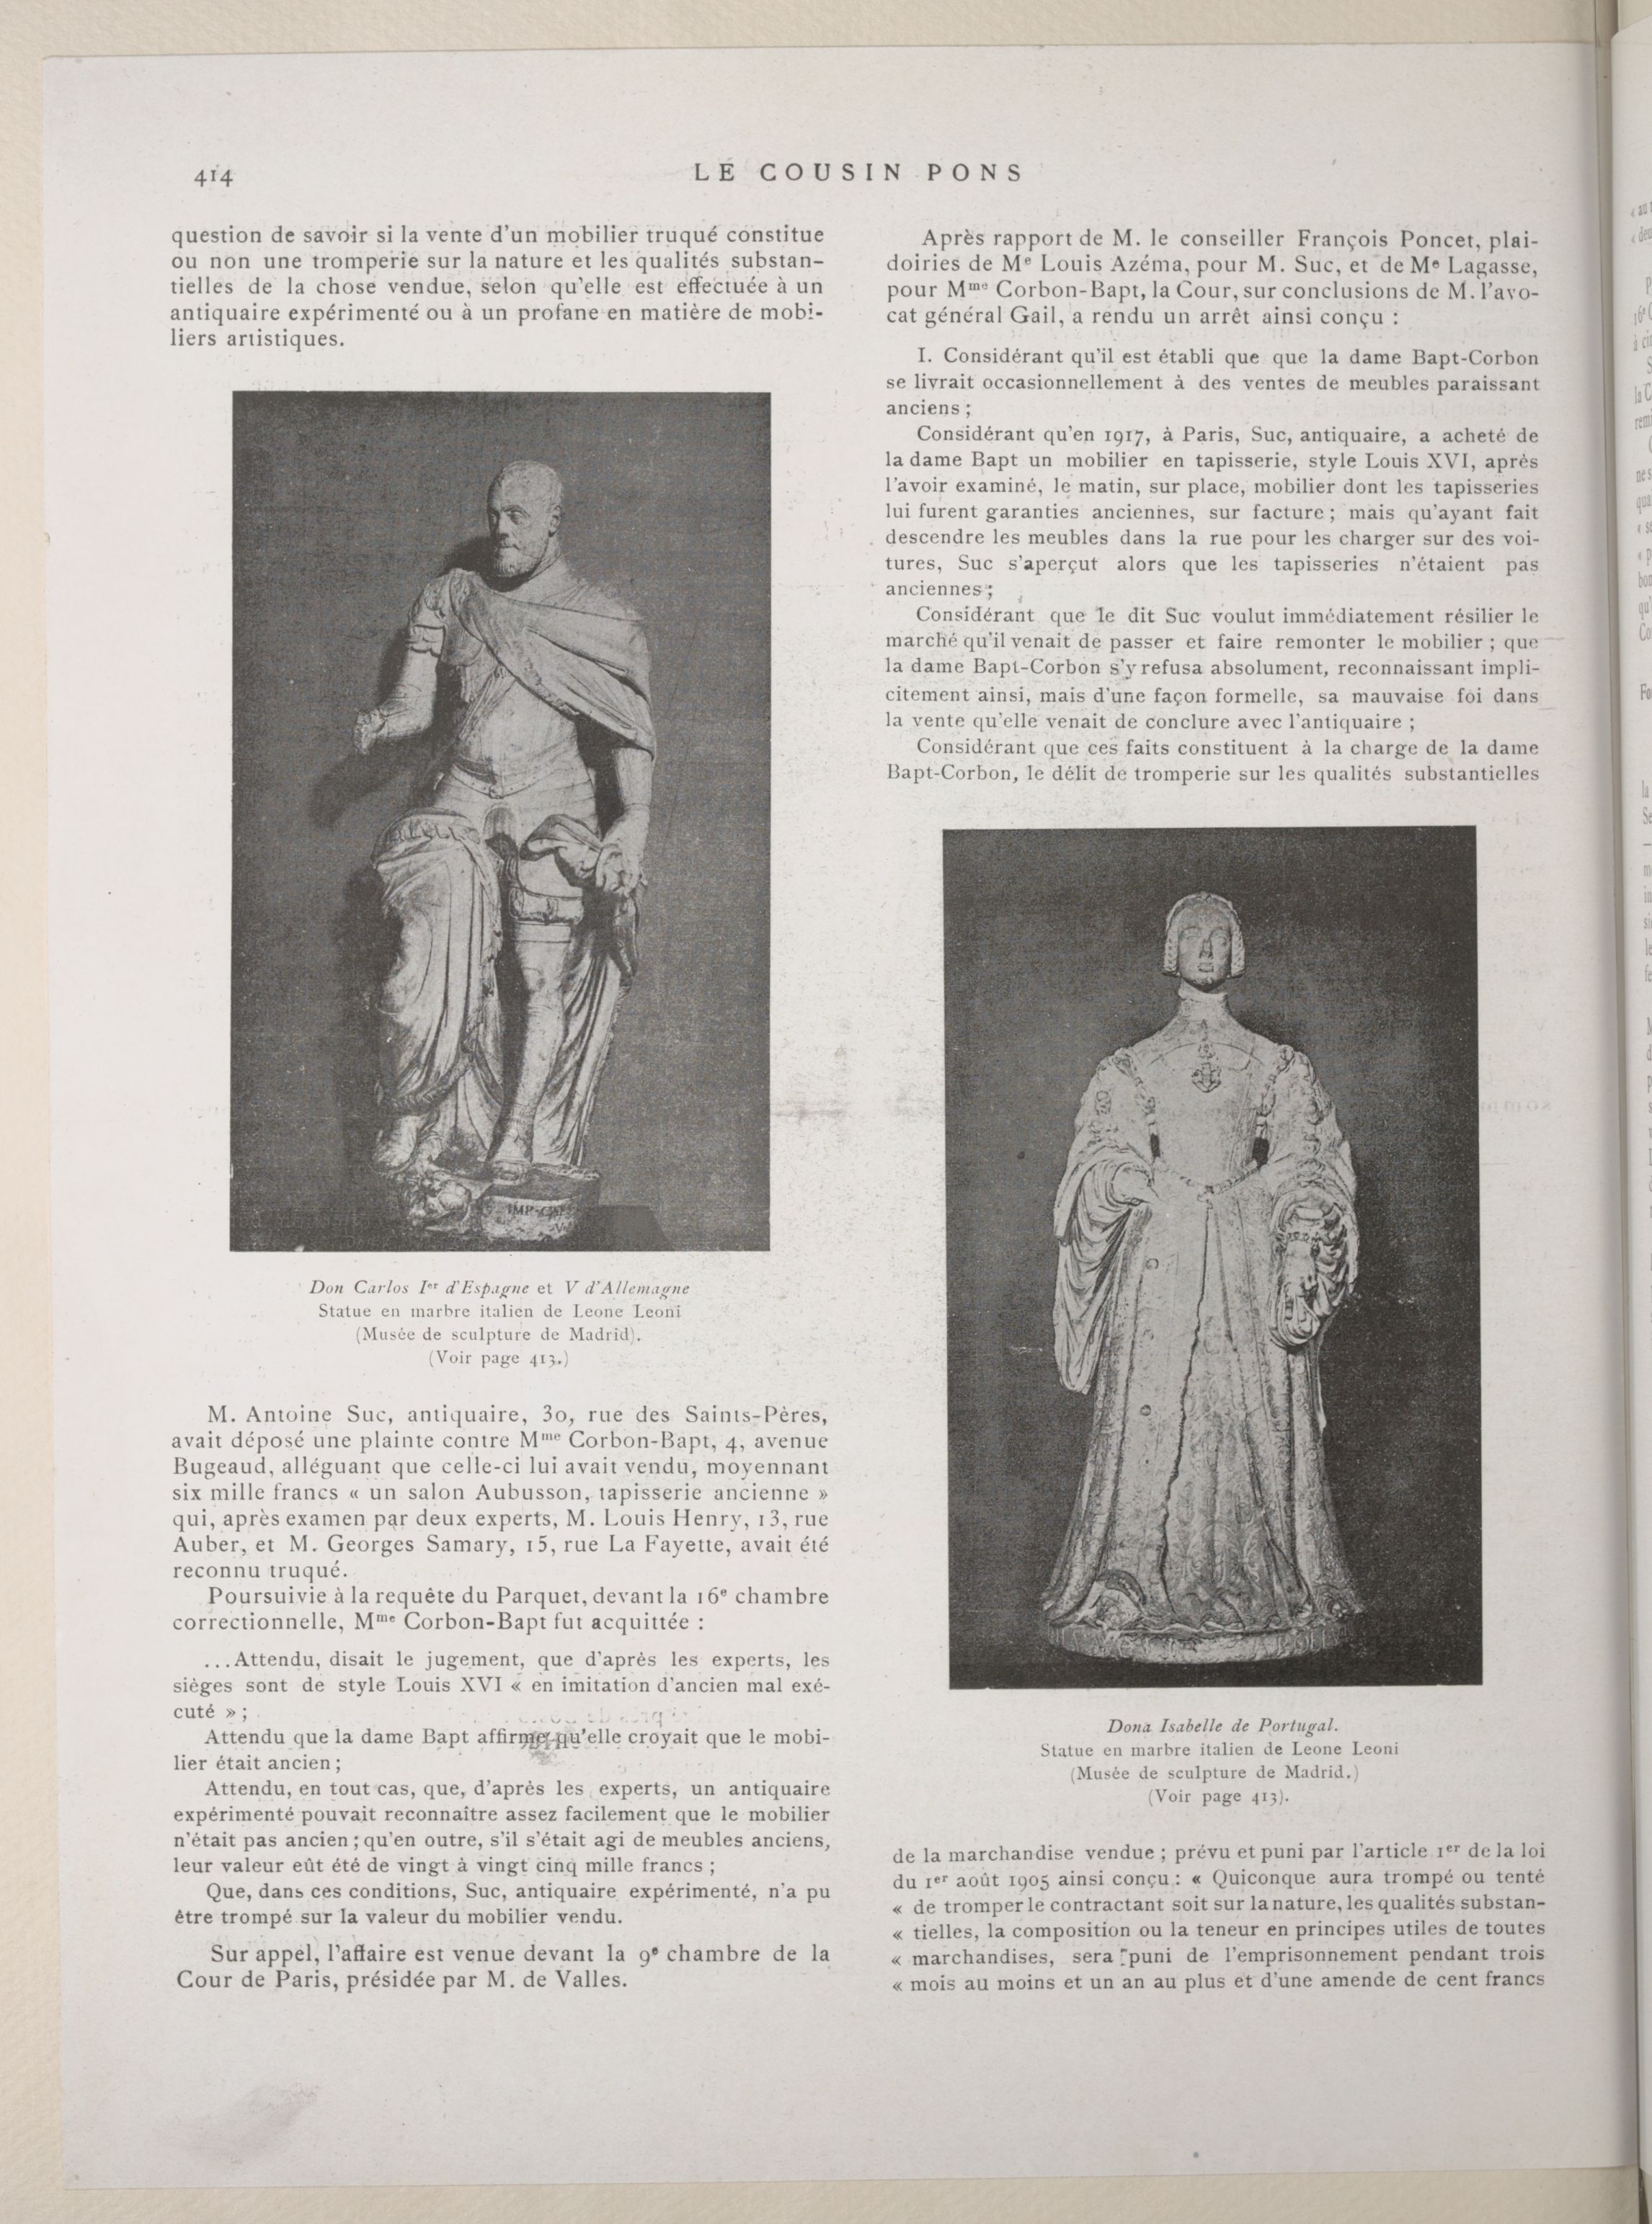 414
LE COUSIN PONS
question de savoir si la vente d'un mobilier truqué constitue
ou non une tromperie sur la nature et les qualités substan-
tielles de la chose vendue, selon qu'elle est effectuée à un
antiquaire expérimenté ou à un profane en matière de mobi-
liers artistiques.
IMP·CAE
Don Carlos Ier d'Espagne et V d'Allemagne
Statue en marbre italien de Leone Leoni
(Musée de sculpture de Madrid).
(Voir page 413.)
M. Antoine Suc, antiquaire, 30, rue des Saints-Pères,
avait déposé une plainte contre Mme Corbon-Bapt, 4, avenue
Bugeaud, alléguant que celle-ci lui avait vendu, moyennant
six mille francs « un salon Aubusson, tapisserie ancienne »
qui, après examen par deux experts, M. Louis Henry, 13, rue
Auber, et M. Georges Samary, 15, rue La Fayette, avait été
reconnu truqué.
Poursuivie à la requête du Parquet, devant la 16e chambre
correctionnelle, Mme Corbon-Bapt fut acquittée :
...Attendu, disait le jugement, que d'après les experts, les
sièges sont de style Louis XVI « en imitation d'ancien mal exé-
cuté » ;
Attendu que la dame Bapt affirme qu'elle croyait que le mobi-
lier était ancien ;
Attendu, en tout cas, que, d'après les experts, un antiquaire
expérimenté pouvait reconnaître assez facilement que le mobilier
n'était pas ancien ; qu'en outre, s'il s'était agi de meubles anciens,
leur valeur eût été de vingt à vingt cinq mille francs ;
Que, dans ces conditions, Suc, antiquaire expérimenté, n'a pu
être trompé sur la valeur du mobilier vendu.
Sur appel, l'affaire est venue devant la 9e chambre de la
Cour de Paris, présidée par M. de Valles.
Après rapport de M. le conseiller François Poncet, plai-
doiries de Me Louis Azéma, pour M. Suc, et de Me Lagasse,
pour Mme Corbon-Bapt, la Cour, sur conclusions de M. l'avo-
cat général Gail, a rendu un arrêt ainsi conçu :
I. Considérant qu'il est établi que que la dame Bapt-Corbon
se livrait occasionnellement à des ventes de meubles paraissant
anciens ;
Considérant qu'en 1917, à Paris, Suc, antiquaire, a acheté de
la dame Bapt un mobilier en tapisserie, style Louis XVI, après
l'avoir examiné, le matin, sur place, mobilier dont les tapisseries
lui furent garanties anciennes, sur facture ; mais qu'ayant fait
descendre les meubles dans la rue pour les charger sur des voi-
tures, Suc s'aperçut alors que les tapisseries n'étaient pas
anciennes ;
Considérant que le dit Suc voulut immédiatement résilier le
marché qu'il venait de passer et faire remonter le mobilier ; que
la dame Bapt-Corbon s'y refusa absolument, reconnaissant impli-
citement ainsi, mais d'une façon formelle, sa mauvaise foi dans
la vente qu'elle venait de conclure avec l'antiquaire ;
Considérant que ces faits constituent à la charge de la dame
Bapt-Corbon, le délit de tromperie sur les qualités substantielles
Dona Isabelle de Portugal.
Statue en marbre italien de Leone Leoni
(Musée de sculpture de Madrid.)
(Voir page 413).
de la marchandise vendue ; prévu et puni par l'article 1er de la loi
du 1er août 1905 ainsi conçu : « Quiconque aura trompé ou tenté
« de tromper le contractant soit sur la nature, les qualités substan-
« tielles, la composition ou la teneur en principes utiles de toutes
« marchandises, sera puni de l'emprisonnement pendant trois
« mois au moins et un an au plus et d'une amende de cent francs